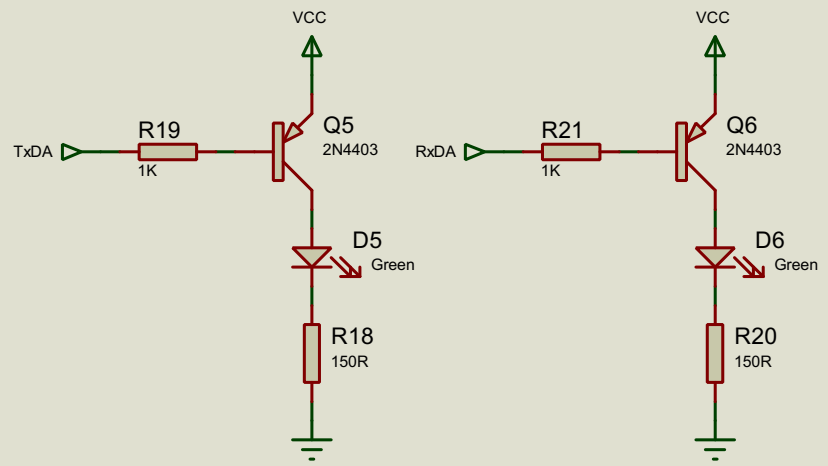 VCC
R19
TxDA
1K
Q5
2N4403
D5
Green
R18
150R
VCC
R21
RxDA
1K
Q6
2N4403
D6
Green
R20
150R